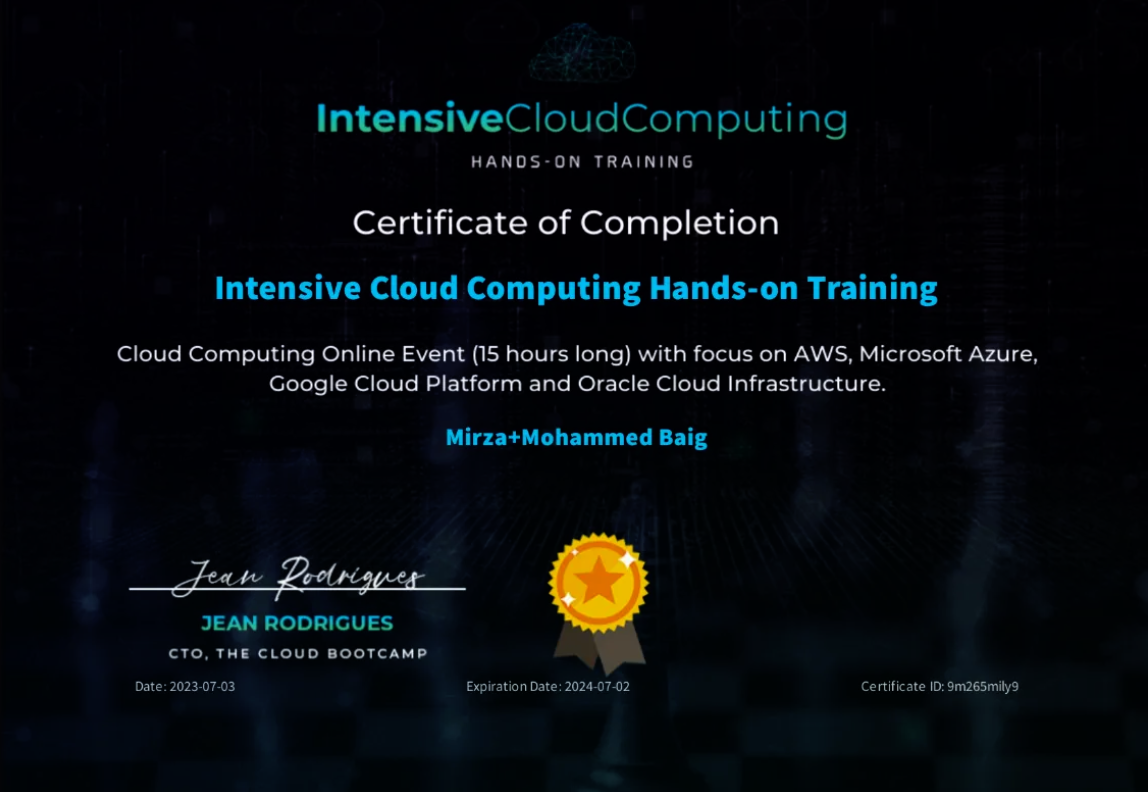 IntensiveCloudComputing
HANDS-ON TRAINING
Certificate of Completion
Intensive Cloud Computing Hands-on Training
Cloud Computing Online Event (15 hours long) with focus on AWS, Microsoft Azure,
Google Cloud Platform and Oracle Cloud Infrastructure.
Mirza+Mohammed Baig
Jean Rodrigues
JEAN RODRIGUES
CTO, THE CLOUD BOOTCAMP
Date: 2023-07-03
Expiration Date: 2024-07-02
Certificate ID: 9m265mily9